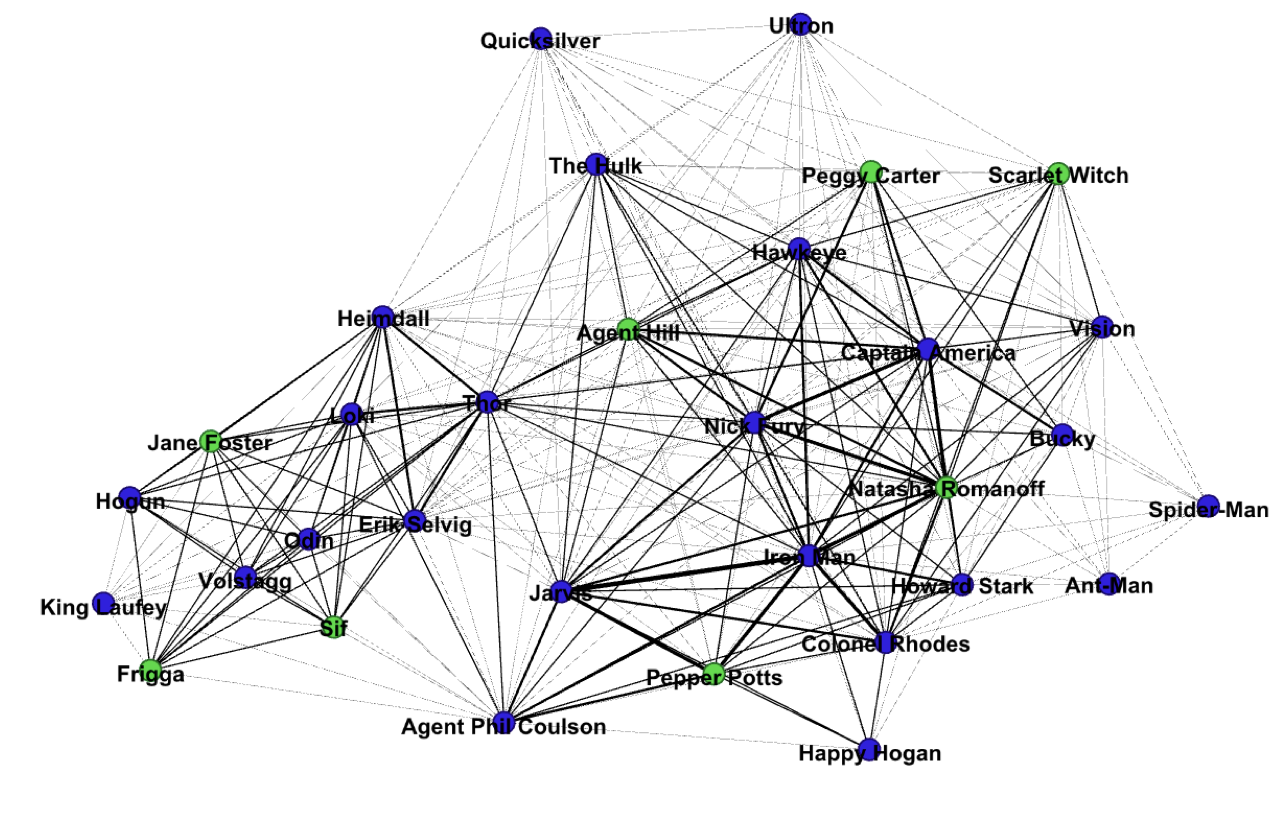 Ultron
Quicksilver
The Hulk
Peggy Carter
Scarlet Witch
Hawkeye
Heimdall
Agent Hill
Vision
Captain America
Thor
Loki
Nick Fury
Bucky
Jane Foster
Natasha Romanoff
Hogun
Spider-Man
Erik Selvig
Odin
Iron Man
Volstagg
Howard Stark
Ant-Man
Jarvis
King Laufey
Sif
Colonel Rhodes
Frigga
Pepper Potts
Agent Phil Coulson
Happy Hogan